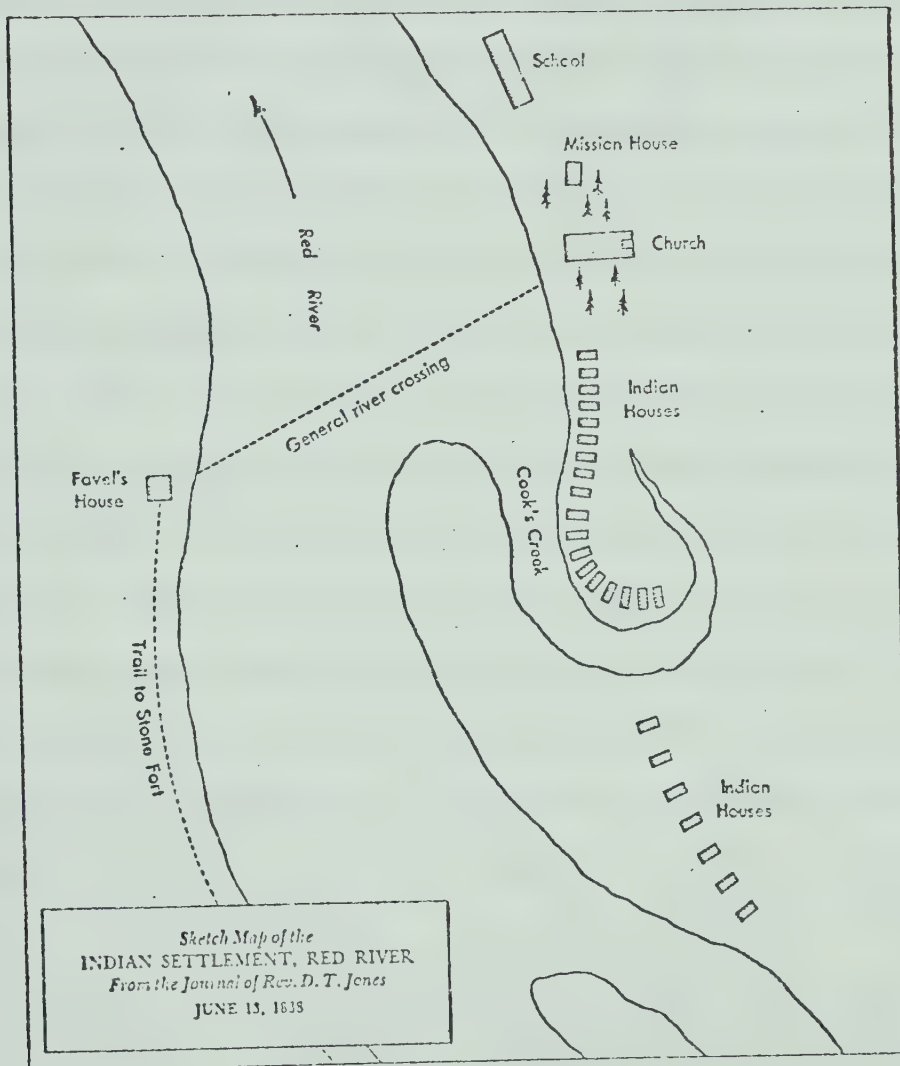 School
Mission House
Church
Red River
General river crossing
Indian
Houses
Favel's
House
Cook's Creek
Trail to Stone Fort
Indian
Houses
Sketch Map of the
INDIAN SETTLEMENT, RED RIVER
From the Journal of Rev. D. T. Jones
JUNE 13, 1838